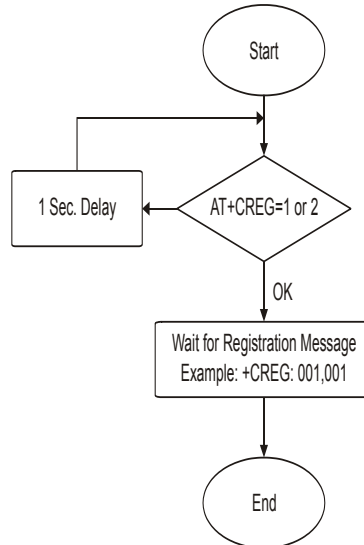 Start
1 Sec. Delay
AT+CREG=1 or 2
OK
Wait for Registration Message
Example: +CREG: 001,001
End